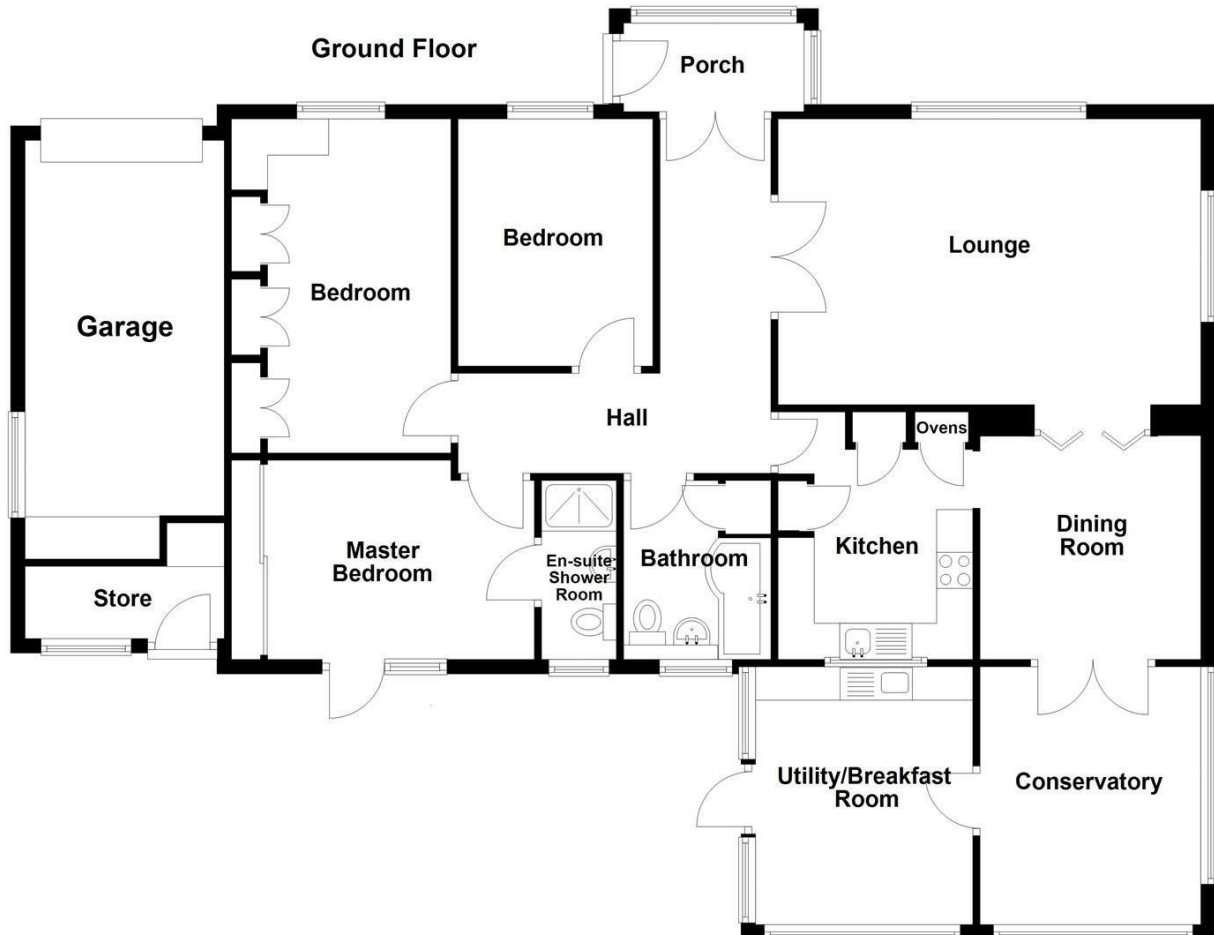 Ground Floor
Porch
Bedroom
Lounge
Bedroom
Garage
Hall
Ovens
Master
Bedroom
En-suite
Shower
Room
Bathroom
Kitchen
Dining
Room
Store
Utility/Breakfast
Room
Conservatory